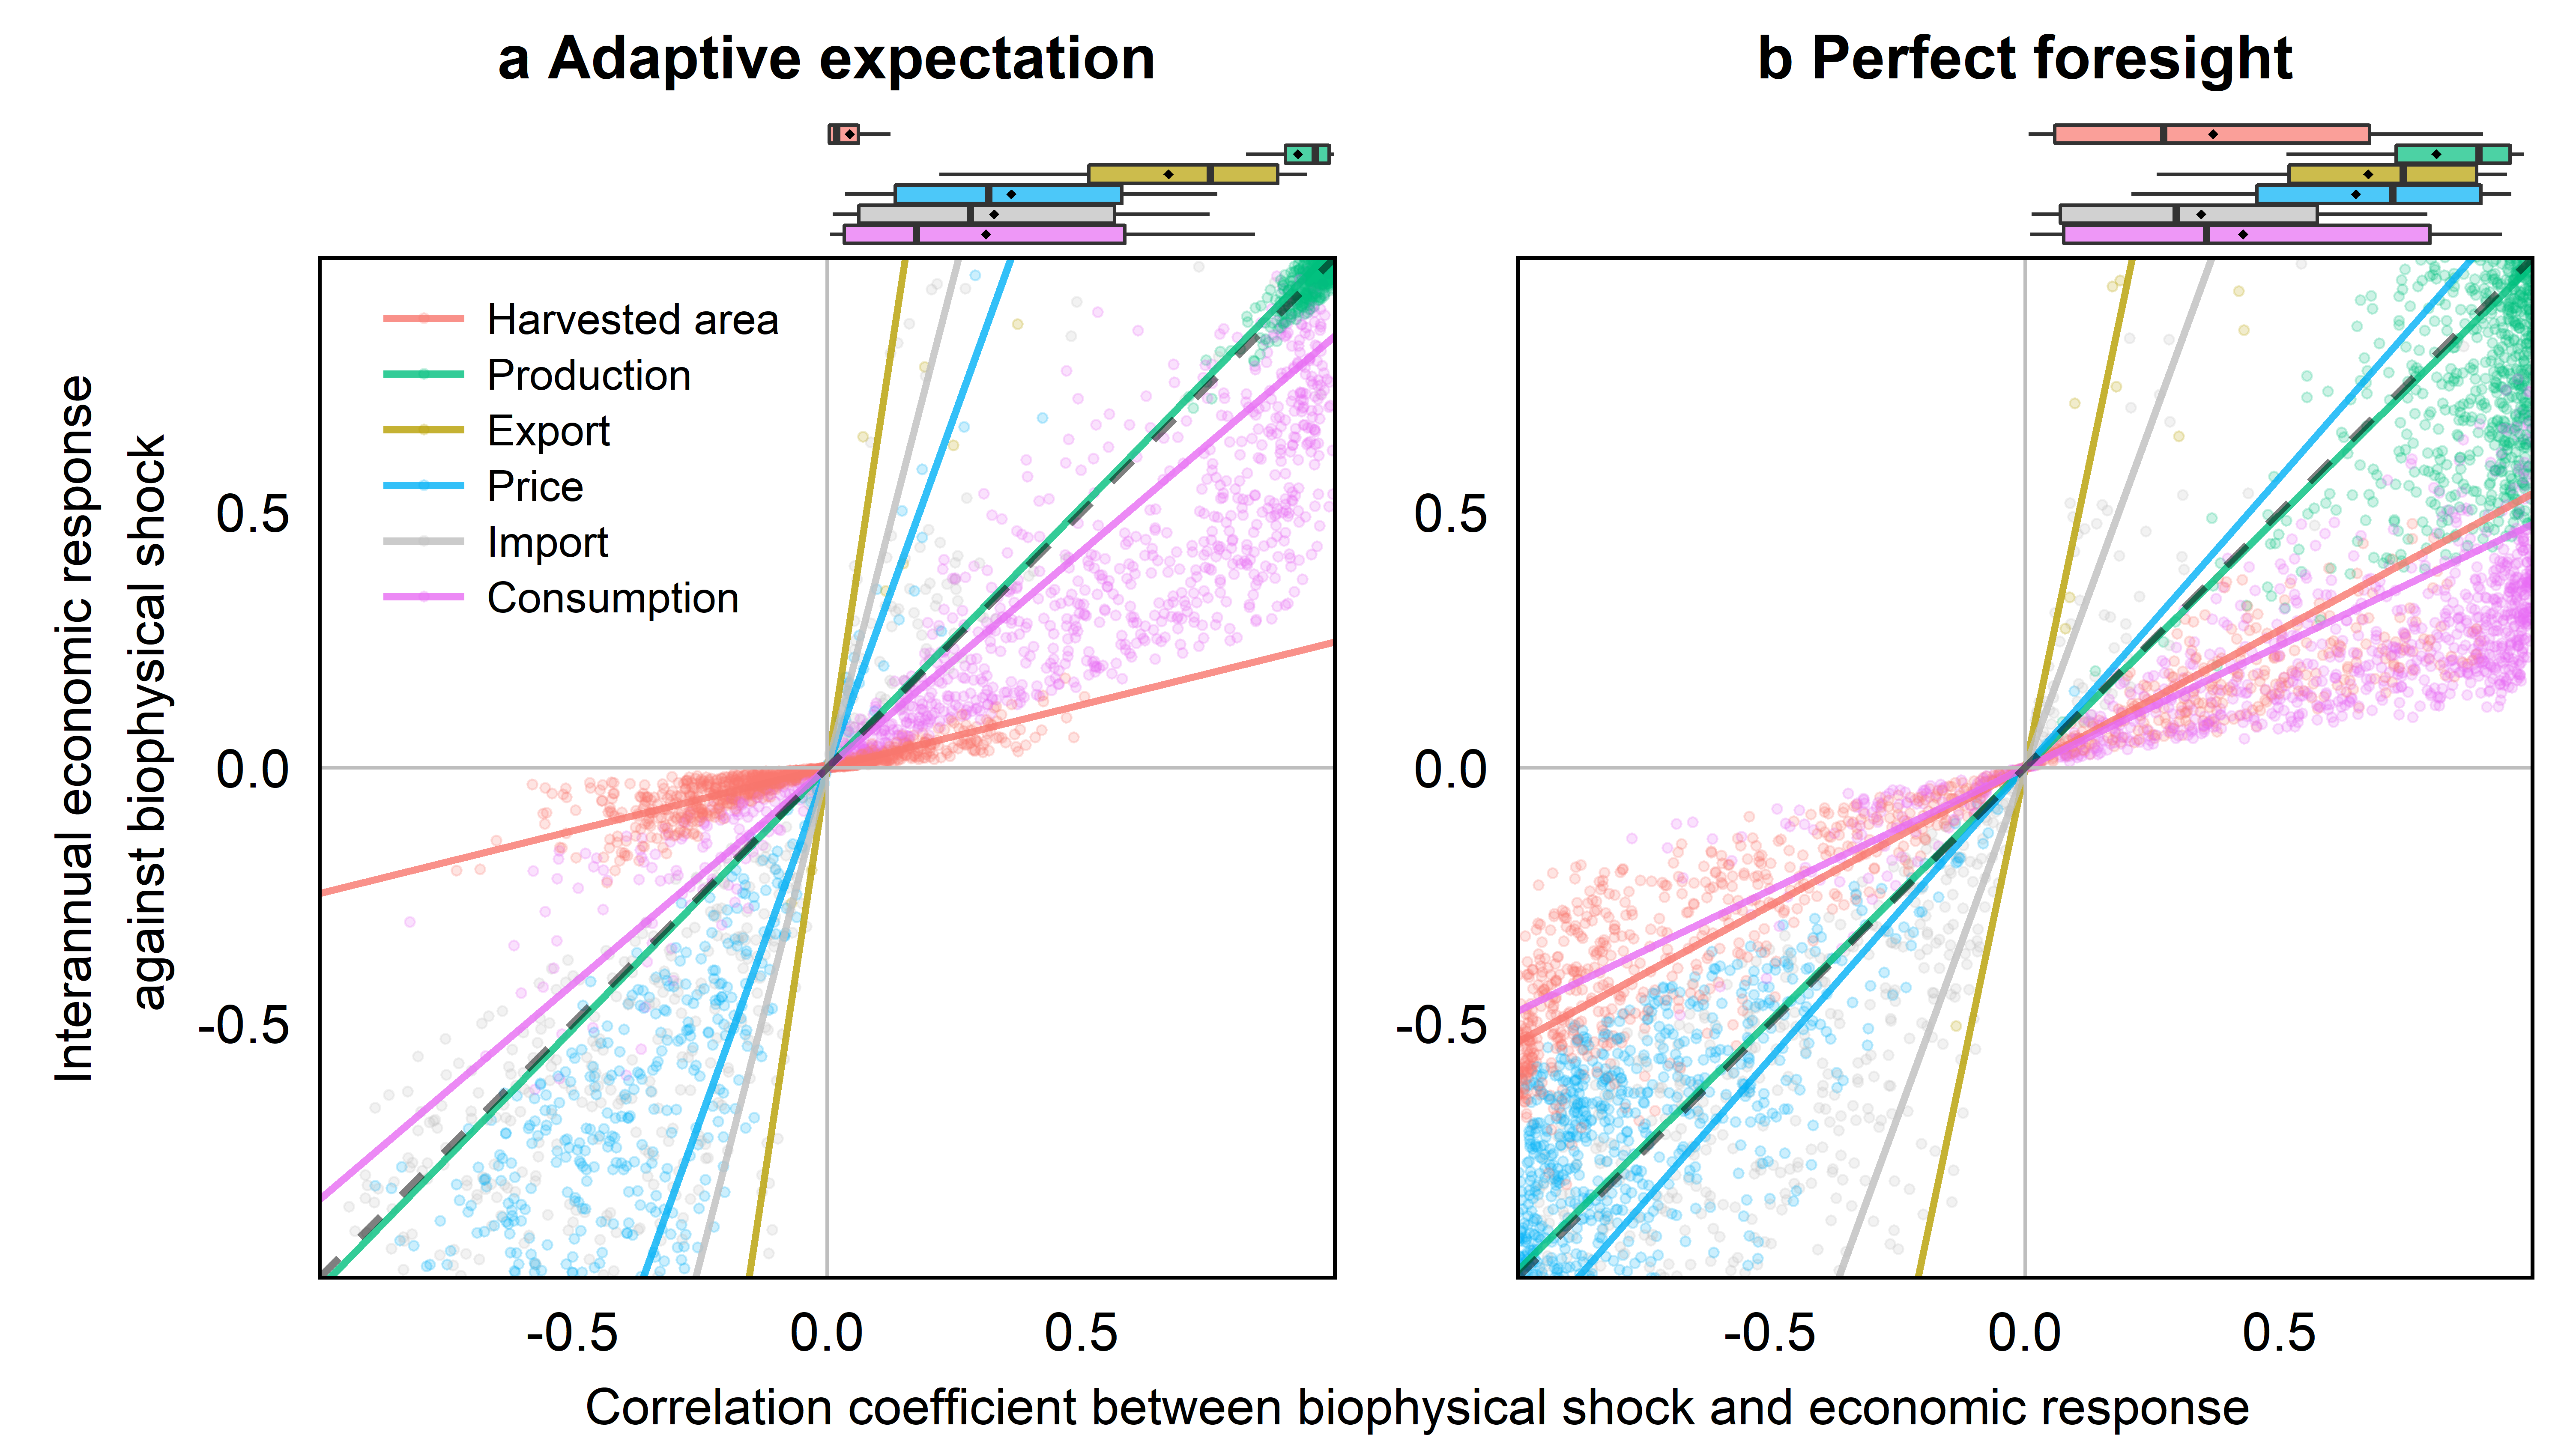 a Adaptive expectation
b Perfect foresight
Interannual economic response
against biophysical shock
Harvested area
Production
Export
Price
Import
Consumption
0.5
0.0
-0.5
0.5
0.0
-0.5
-0.5
0.0
0.5
-0.5
0.0
0.5
Correlation coefficient between biophysical shock and economic response